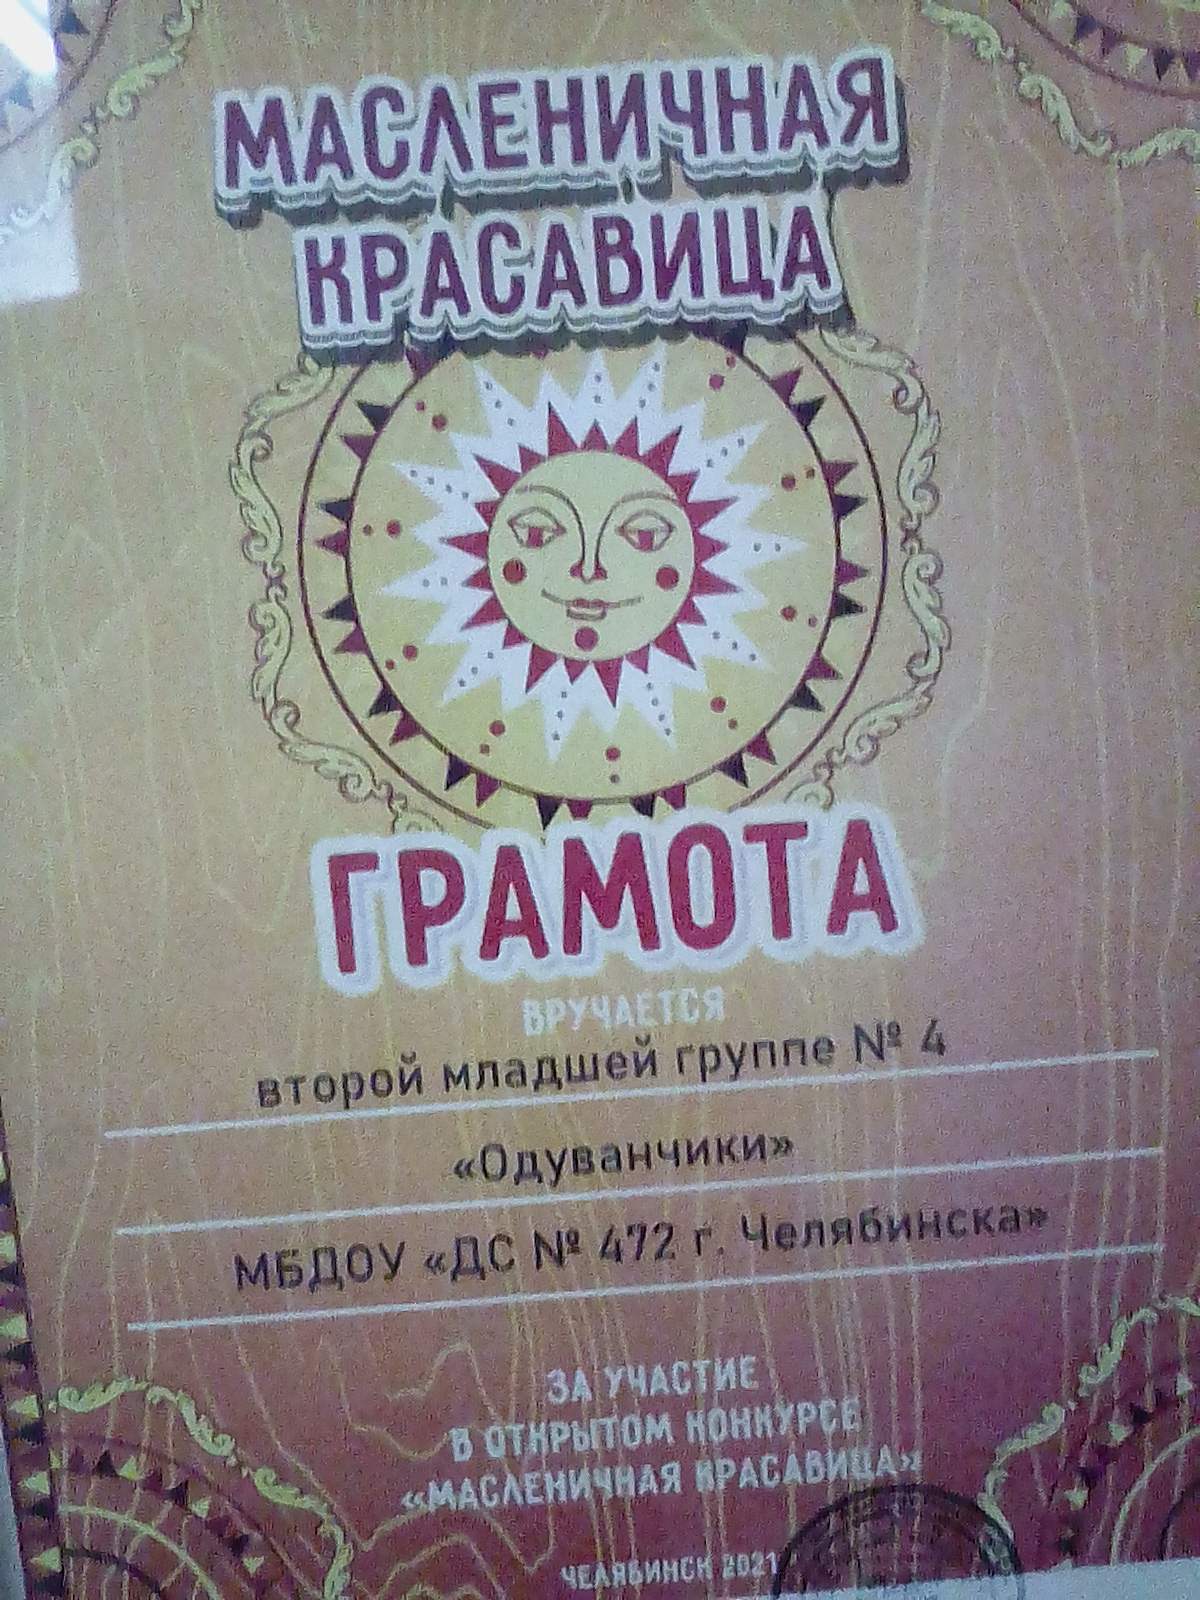 МАСЛЕНИЧНАЯ
КРАСАВИЦА
ГРАМОТА
ВРУЧАЕТСЯ
второй младшей группе № 4
«Одуванчики»
МБДОУ «ДС № 472 г. Челябинска»
ЗА УЧАСТИЕ
В ОТКРЫТОМ КОНКУРСЕ
«МАСЛЕНИЧНАЯ КРАСАВИЦА»
ЧЕЛЯБИНСК 2021